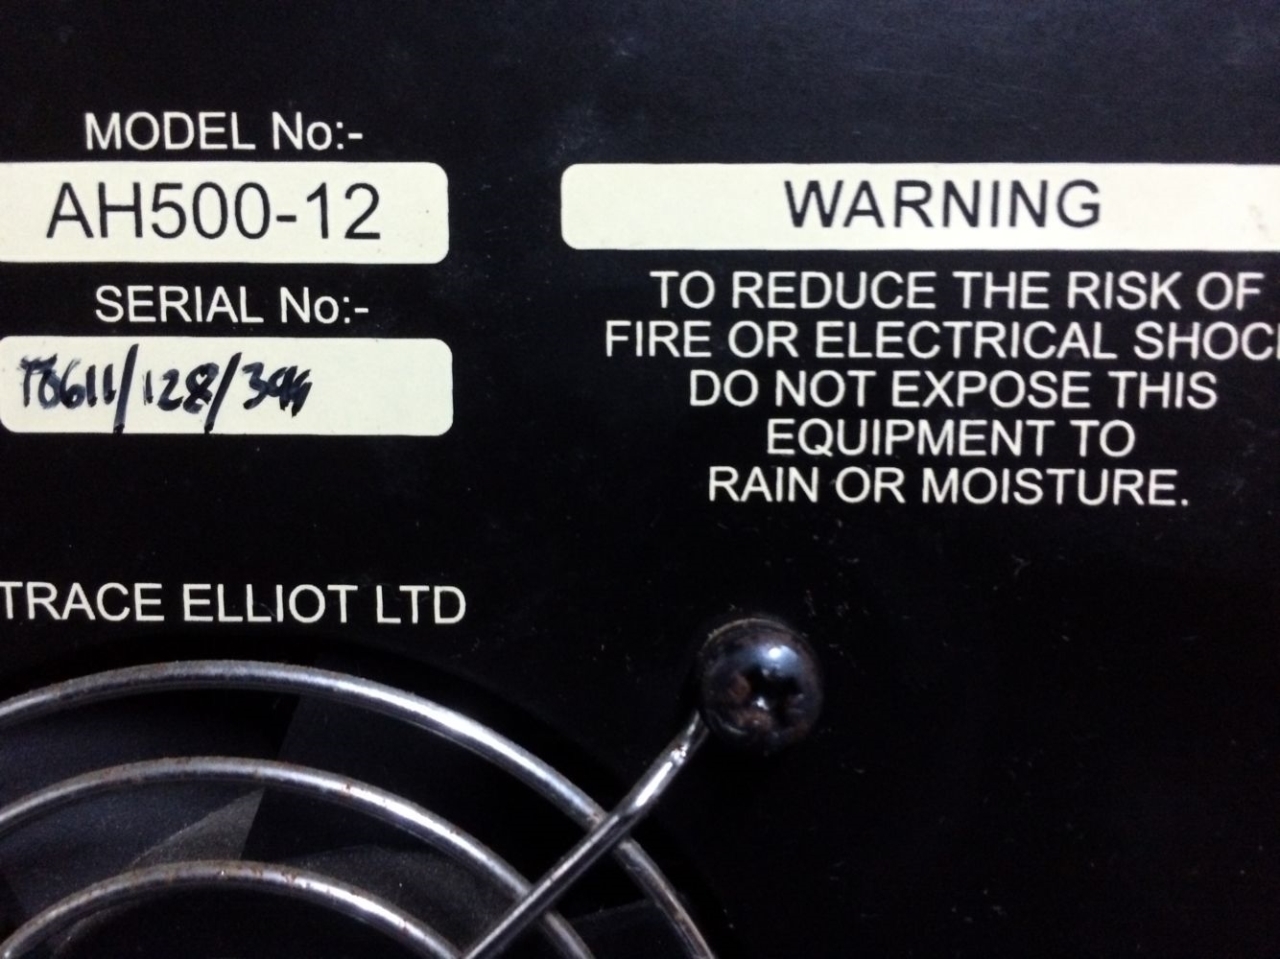 MODEL No:-
AH500-12
SERIAL No:-
WARNING
TO REDUCE THE RISK OF
FIRE OR ELECTRICAL SHOCK
DO NOT EXPOSE THIS
EQUIPMENT TO
RAIN OR MOISTURE.
TRACE ELLIOT LTD